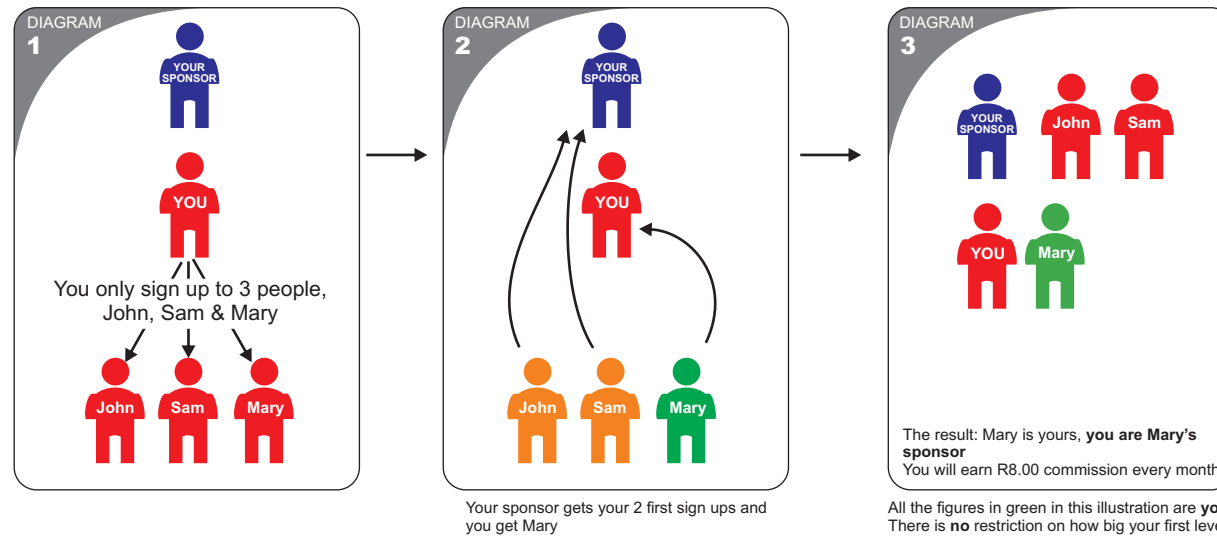 DIAGRAM
1
YOUR
SPONSOR
YOU
You only sign up to 3 people,
John, Sam & Mary
John Sam Mary
DIAGRAM
2
YOUR
SPONSOR
YOU
John Sam Mary
Your sponsor gets your 2 first sign ups and
you get Mary
DIAGRAM
3
YOUR
SPONSOR
John Sam
YOU Mary
The result: Mary is yours, you are Mary's
sponsor
You will earn R8.00 commission every month
All the figures in green in this illustration are
There is no restriction on how big your first